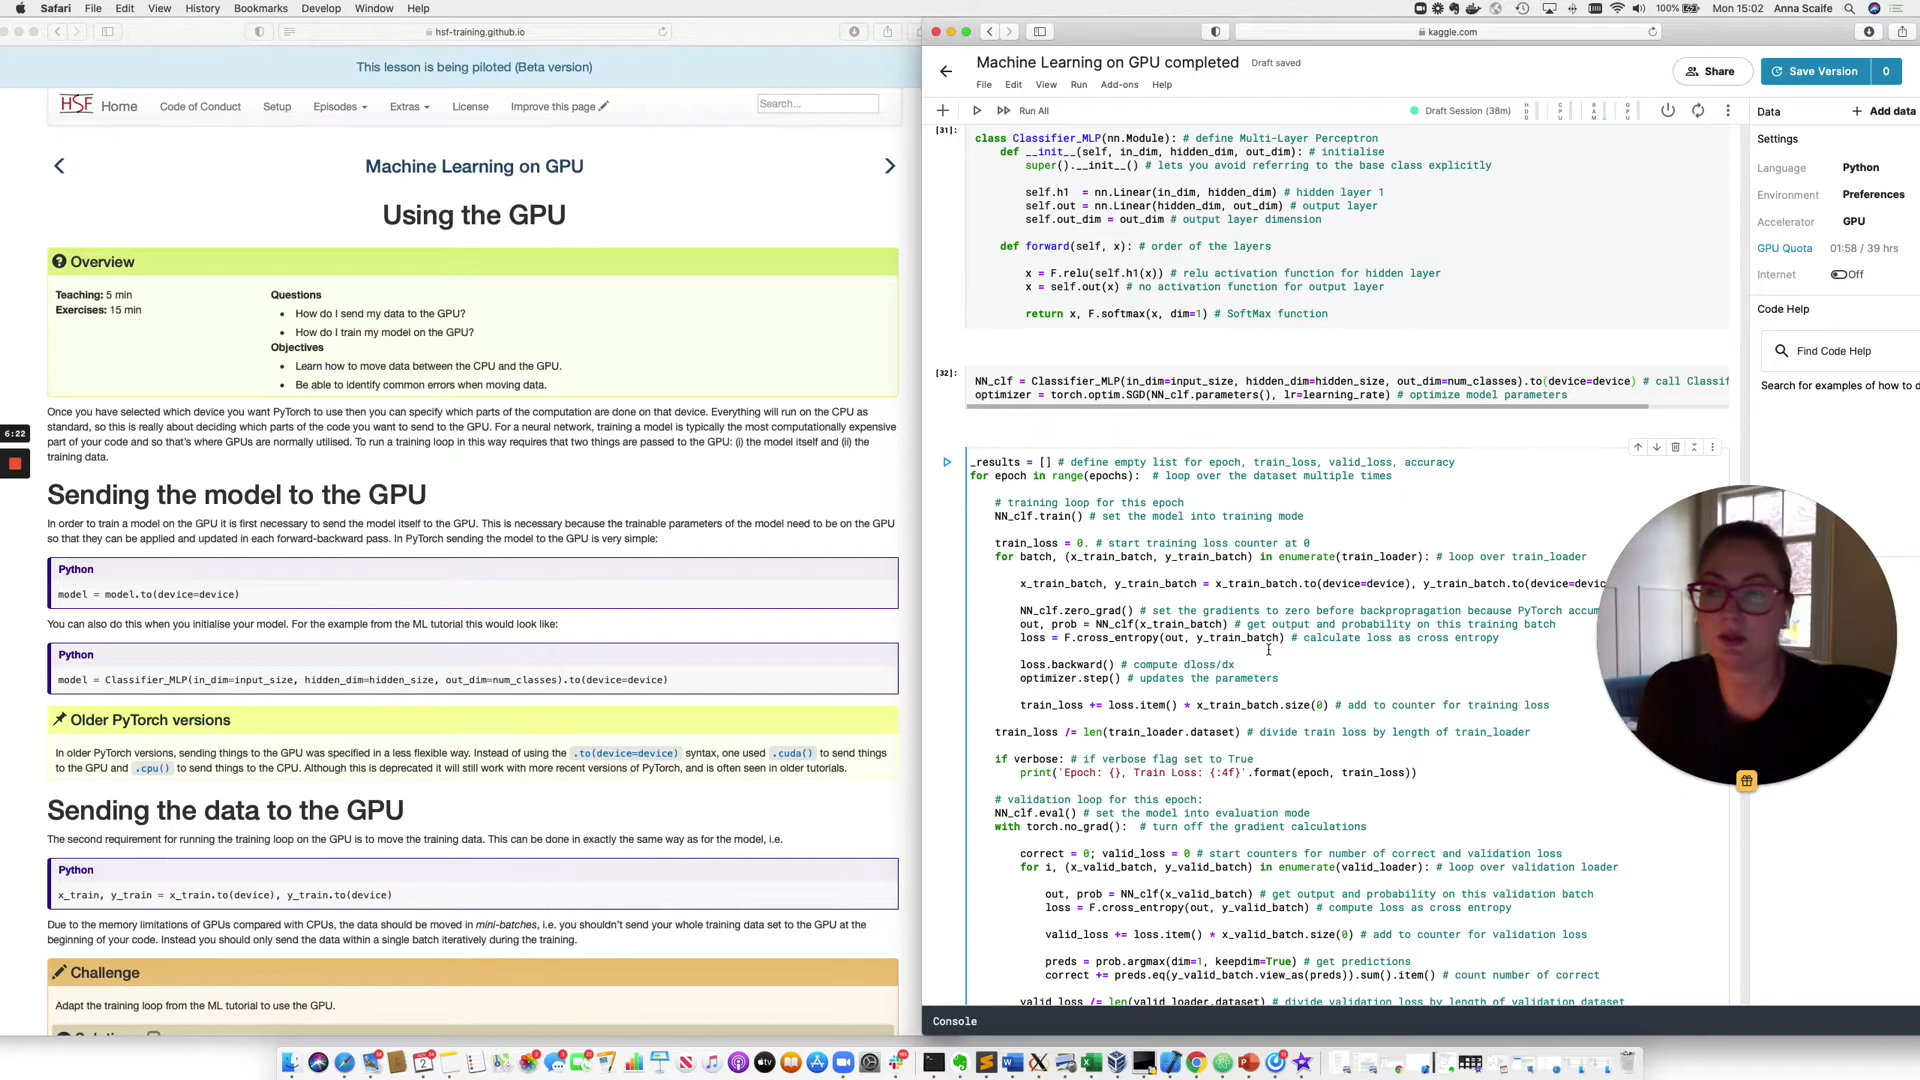 Safari File Edit View History Bookmarks Develop Window Help
100% Mon 15:02 Anna Scaife
hsf-training.github.io
kaggle.com
This lesson is being piloted (Beta version)
HSF Home Code of Conduct Setup Episodes Extras License Improve this page Search...
Machine Learning on GPU
Using the GPU
Overview
Teaching: 5 min
Exercises: 15 min
Questions
How do I send my data to the GPU?
How do I train my model on the GPU?
Objectives
Learn how to move data between the CPU and the GPU.
Be able to identify common errors when moving data.
Once you have selected which device you want PyTorch to use then you can specify which parts of the computation are done on that device. Everything will run on the CPU as
standard, so this is really about deciding which parts of the code you want to send to the GPU. For a neural network, training a model is typically the most computationally expensive
part of your code and so that's where GPUs are normally utilised. To run a training loop in this way requires that two things are passed to the GPU: (i) the model itself and (ii) the
training data.
6:22
Sending the model to the GPU
In order to train a model on the GPU it is first necessary to send the model itself to the GPU. This is necessary because the trainable parameters of the model need to be on the GPU
so that they can be applied and updated in each forward-backward pass. In PyTorch sending the model to the GPU is very simple:
Python
model = model.to(device=device)
You can also do this when you initialise your model. For the example from the ML tutorial this would look like:
Python
model = Classifier_MLP(in_dim=input_size, hidden_dim=hidden_size, out_dim=num_classes).to(device=device)
Older PyTorch versions
In older PyTorch versions, sending things to the GPU was specified in a less flexible way. Instead of using the .to(device=device) syntax, one used .cuda() to send things
to the GPU and .cpu() to send things to the CPU. Although this is deprecated it will still work with more recent versions of PyTorch, and is often seen in older tutorials.
Sending the data to the GPU
The second requirement for running the training loop on the GPU is to move the training data. This can be done in exactly the same way as for the model, i.e.
Python
x_train, y_train = x_train.to(device), y_train.to(device)
Due to the memory limitations of GPUs compared with CPUs, the data should be moved in mini-batches, i.e. you shouldn't send your whole training data set to the GPU at the
beginning of your code. Instead you should only send the data within a single batch iteratively during the training.
Challenge
Adapt the training loop from the ML tutorial to use the GPU.
Machine Learning on GPU completed Draft saved
File Edit View Run Add-ons Help
Share
Save Version 0
Run All
Draft Session (38m)
[31]:
class Classifier_MLP(nn.Module): # define Multi-Layer Perceptron
def __init__(self, in_dim, hidden_dim, out_dim): # initialise
super().__init__() # lets you avoid referring to the base class explicitly
self.h1 = nn.Linear(in_dim, hidden_dim) # hidden layer 1
self.out = nn.Linear(hidden_dim, out_dim) # output layer
self.out_dim = out_dim # output layer dimension
def forward(self, x): # order of the layers
x = F.relu(self.h1(x)) # relu activation function for hidden layer
x = self.out(x) # no activation function for output layer
return x, F.softmax(x, dim=1) # SoftMax function
[32]:
NN_clf = Classifier_MLP(in_dim=input_size, hidden_dim=hidden_size, out_dim=num_classes).to(device=device) # call Classif
optimizer = torch.optim.SGD(NN_clf.parameters(), lr=learning_rate) # optimize model parameters
_results = [] # define empty list for epoch, train_loss, valid_loss, accuracy
for epoch in range(epochs): # loop over the dataset multiple times
# training loop for this epoch
NN_clf.train() # set the model into training mode
train_loss = 0. # start training loss counter at 0
for batch, (x_train_batch, y_train_batch) in enumerate(train_loader): # loop over train_loader
x_train_batch, y_train_batch = x_train_batch.to(device=device), y_train_batch.to(device=devic
NN_clf.zero_grad() # set the gradients to zero before backpropragation because PyTorch accum
out, prob = NN_clf(x_train_batch) # get output and probability on this training batch
loss = F.cross_entropy(out, y_train_batch) # calculate loss as cross entropy
loss.backward() # compute dloss/dx
optimizer.step() # updates the parameters
train_loss += loss.item() * x_train_batch.size(0) # add to counter for training loss
train_loss /= len(train_loader.dataset) # divide train loss by length of train_loader
if verbose: # if verbose flag set to True
print('Epoch: {}, Train Loss: {:4f}'.format(epoch, train_loss))
# validation loop for this epoch:
NN_clf.eval() # set the model into evaluation mode
with torch.no_grad(): # turn off the gradient calculations
correct = 0; valid_loss = 0 # start counters for number of correct and validation loss
for i, (x_valid_batch, y_valid_batch) in enumerate(valid_loader): # loop over validation loader
out, prob = NN_clf(x_valid_batch) # get output and probability on this validation batch
loss = F.cross_entropy(out, y_valid_batch) # compute loss as cross entropy
valid_loss += loss.item() * x_valid_batch.size(0) # add to counter for validation loss
preds = prob.argmax(dim=1, keepdim=True) # get predictions
correct += preds.eq(y_valid_batch.view_as(preds)).sum().item() # count number of correct
valid_loss /= len(valid_loader.dataset) # divide validation loss by length of validation dataset
Console
Data
Add data
Settings
Language Python
Environment Preferences
Accelerator GPU
GPU Quota 01:58 / 39 hrs
Internet Off
Code Help
Find Code Help
Search for examples of how to d